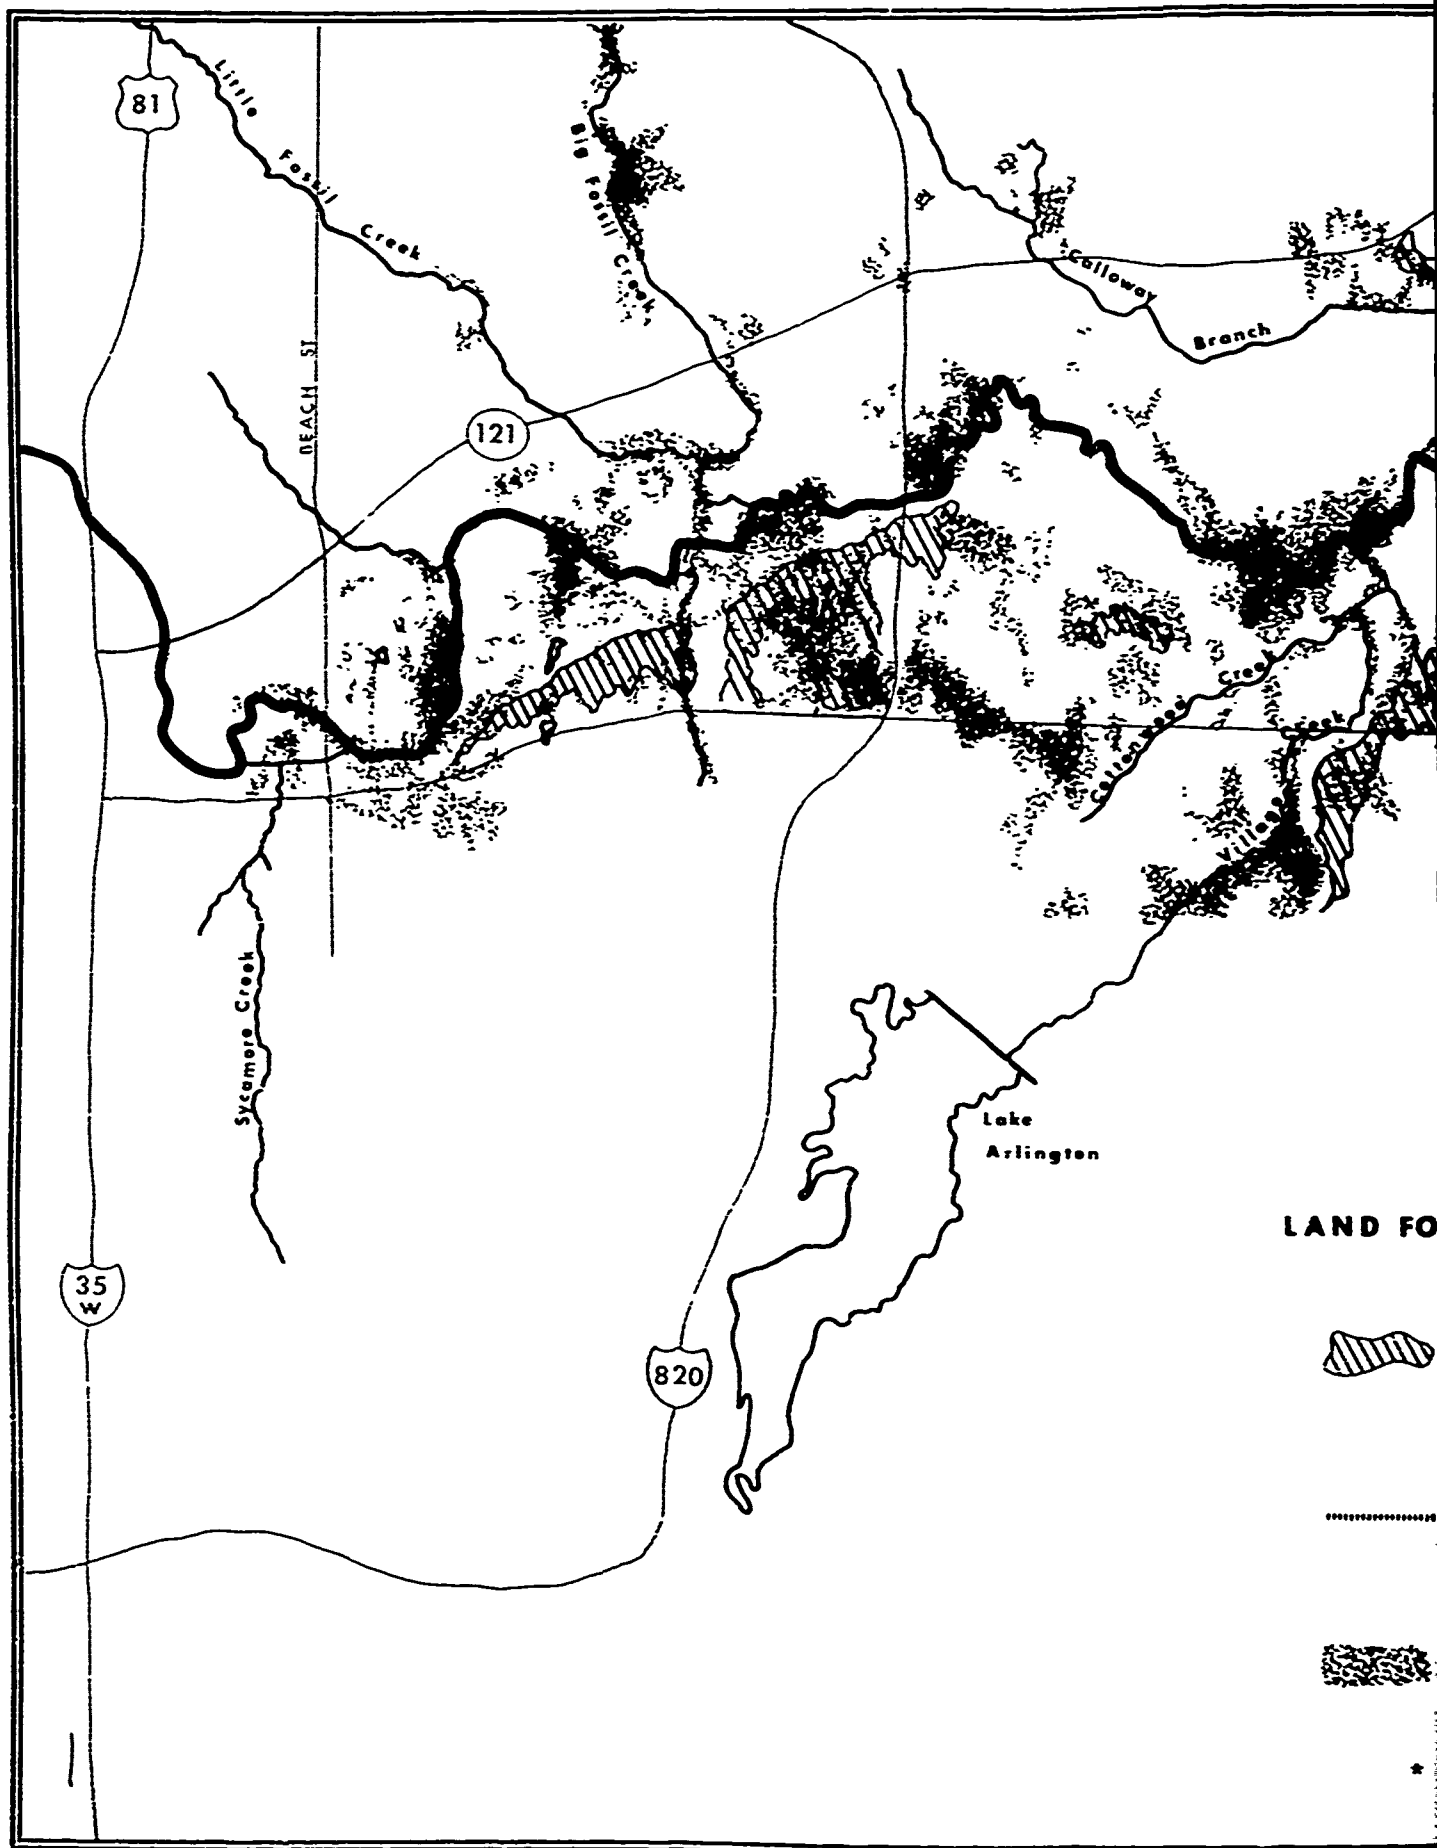 81
Little
Fossil
Creek
Big Fossil Creek
Calloway
Branch
BEACH ST
121
Creek
Cottonwood
Creek
Village
Sycamore Creek
Lake
Arlington
LAND FO
35
W
820
*